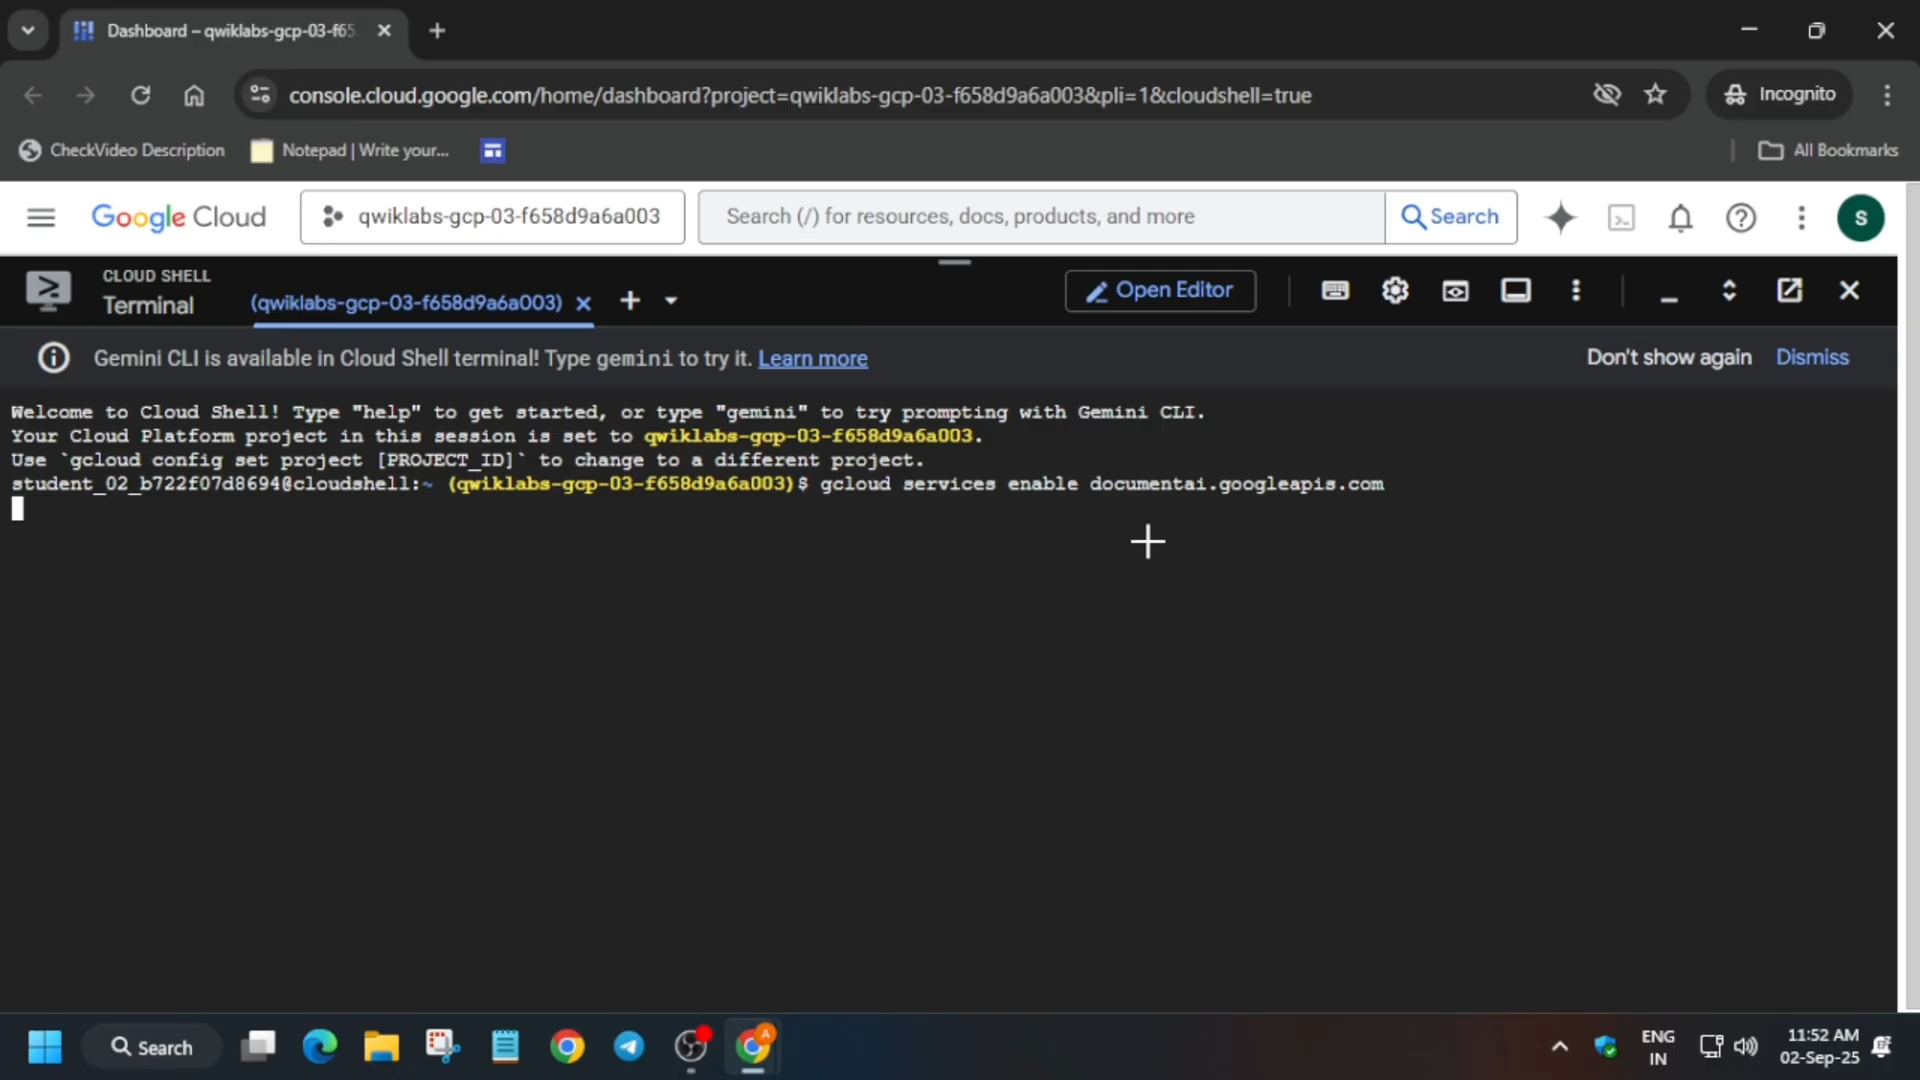 Dashboard – qwiklabs-gcp-03-f65
console.cloud.google.com/home/dashboard?project=qwiklabs-gcp-03-f658d9a6a003&pli=1&cloudshell=true
Incognito
CheckVideo Description
Notepad | Write your...
All Bookmarks
Google Cloud
qwiklabs-gcp-03-f658d9a6a003
Search (/) for resources, docs, products, and more
Search
S
CLOUD SHELL
Terminal
(qwiklabs-gcp-03-f658d9a6a003)
Open Editor
Gemini CLI is available in Cloud Shell terminal! Type gemini to try it. Learn more
Don't show again
Dismiss
Welcome to Cloud Shell! Type "help" to get started, or type "gemini" to try prompting with Gemini CLI.
Your Cloud Platform project in this session is set to qwiklabs-gcp-03-f658d9a6a003.
Use `gcloud config set project [PROJECT_ID]` to change to a different project.
student_02_b722f07d8694@cloudshell:~ (qwiklabs-gcp-03-f658d9a6a003)$ gcloud services enable documentai.googleapis.com
Search
A
ENG
IN
11:52 AM
02-Sep-25